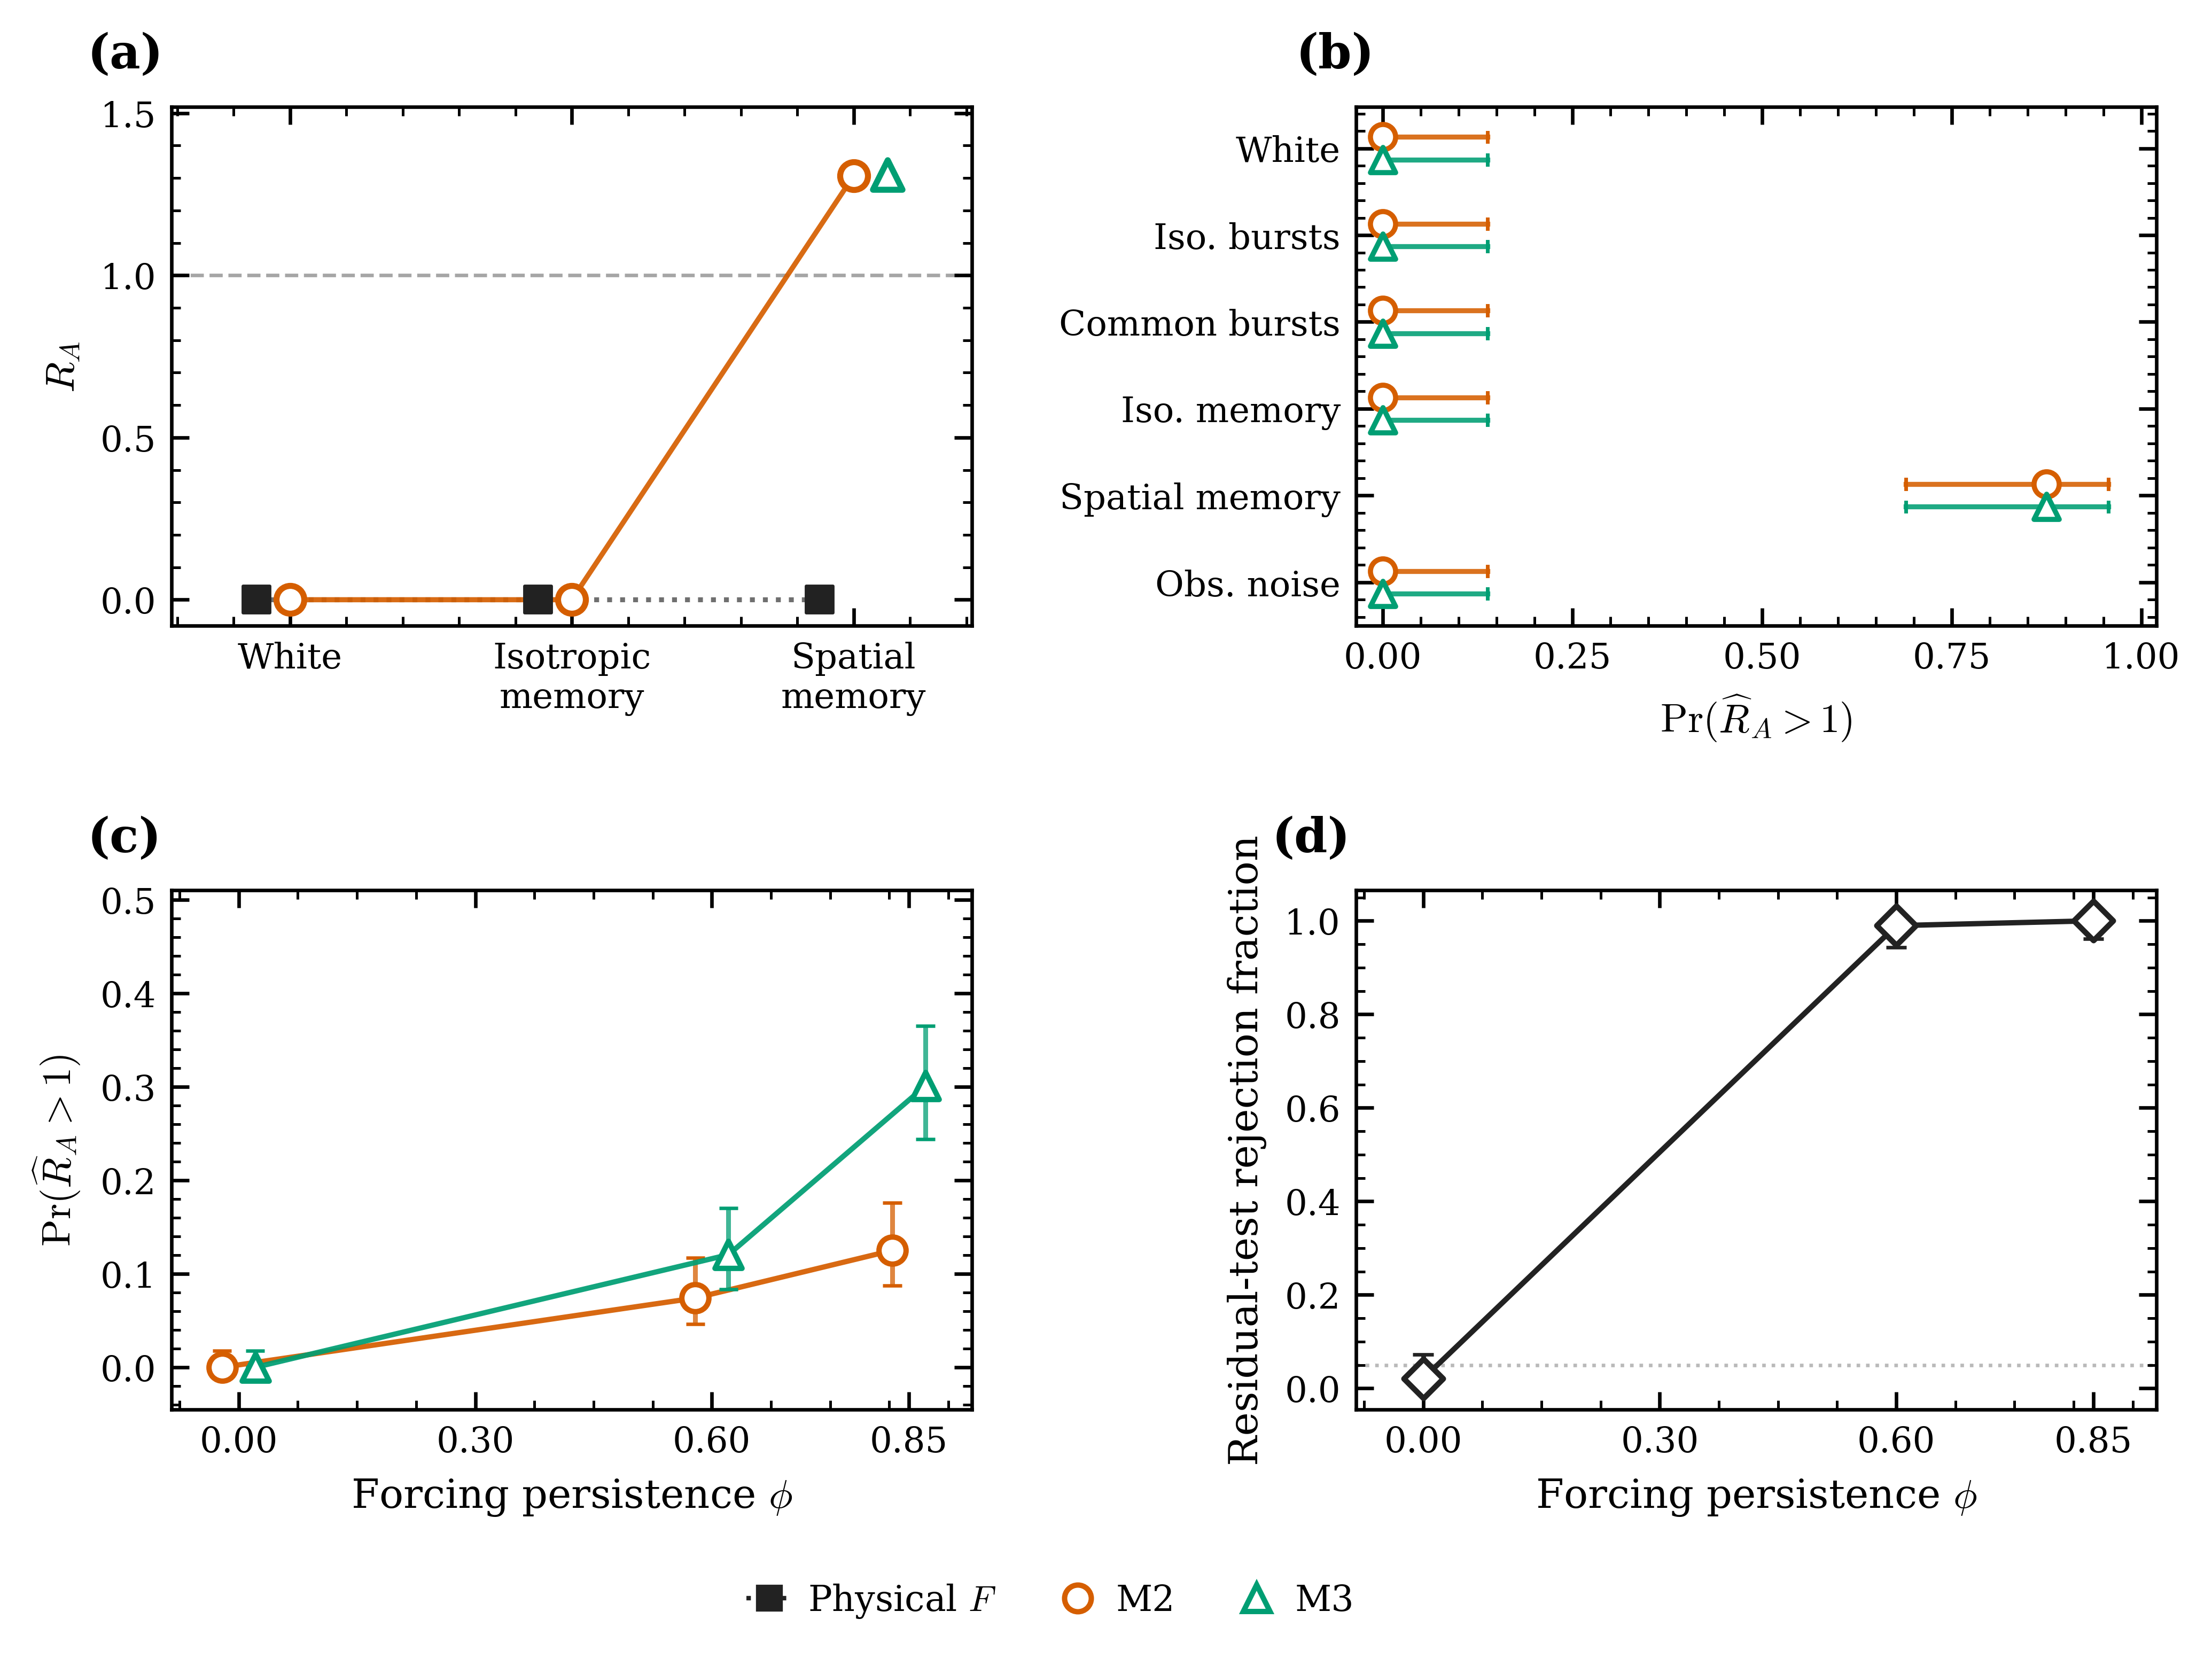 (a)
1.5
1.0
0.5
0.0
R_A
White
Isotropic
memory
Spatial
memory
(b)
White
Iso. bursts
Common bursts
Iso. memory
Spatial memory
Obs. noise
0.00 0.25 0.50 0.75 1.00
Pr(R̂_A > 1)
(c)
0.5
0.4
0.3
0.2
0.1
0.0
Pr(R̂_A > 1)
0.00 0.30 0.60 0.85
Forcing persistence ϕ
(d)
1.0
0.8
0.6
0.4
0.2
0.0
Residual-test rejection fraction
0.00 0.30 0.60 0.85
Forcing persistence ϕ
Physical F M2 M3